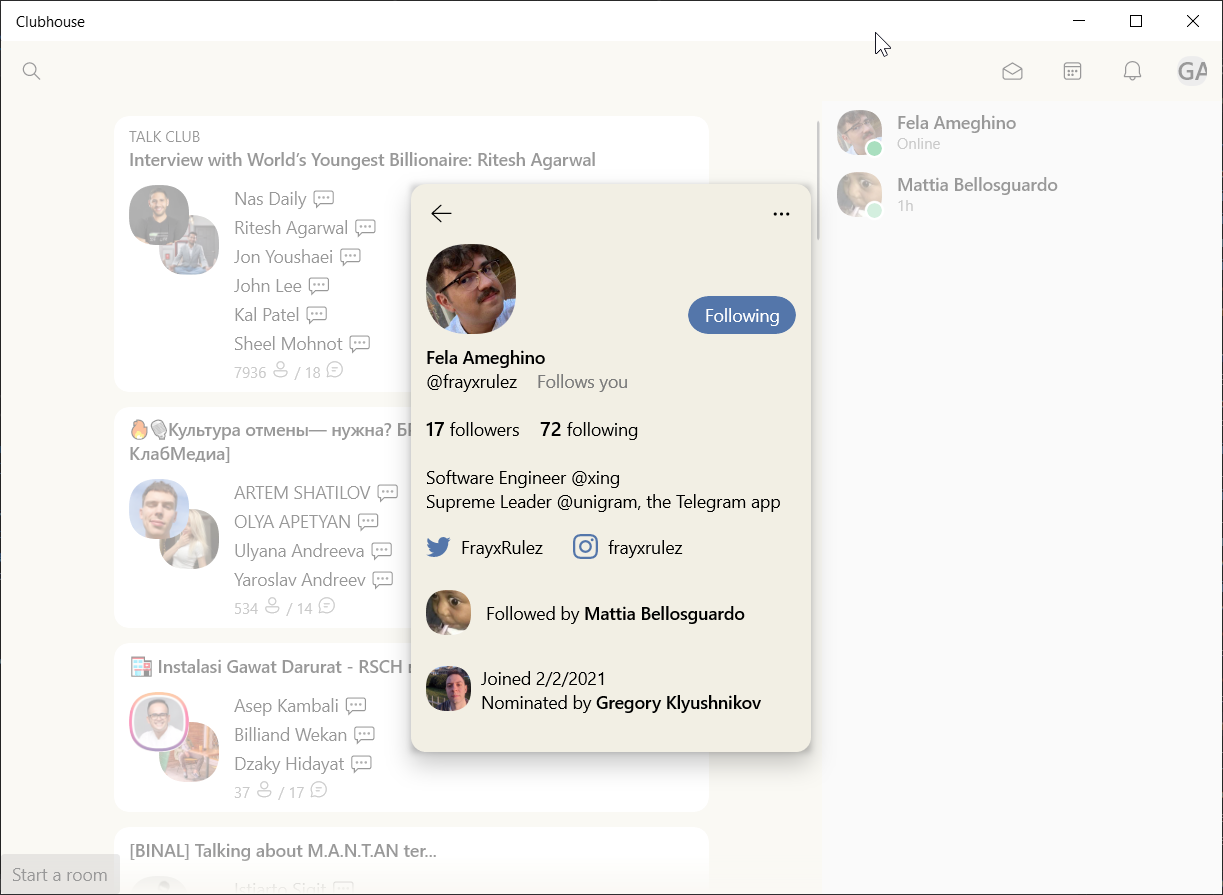 Clubhouse
GA
TALK CLUB
Interview with World’s Youngest Billionaire: Ritesh Agarwal
Nas Daily
Ritesh Agarwal
Jon Youshaei
John Lee
Kal Patel
Sheel Mohnot
7936 / 18
🔥🗣Культура отмены— нужна?
КлабМедиа]
ARTEM SHATILOV
OLYA APETYAN
Ulyana Andreeva
Yaroslav Andreev
534 / 14
🏥 Instalasi Gawat Darurat - RSCH
Asep Kambali
Billiand Wekan
Dzaky Hidayat
37 / 17
[BINAL] Talking about M.A.N.T.AN ter...
Istiarto Sigit
Start a room
Fela Ameghino
@frayxrulez Follows you
Following
17 followers 72 following
Software Engineer @xing
Supreme Leader @unigram, the Telegram app
FrayxRulez frayxrulez
Followed by Mattia Bellosguardo
Joined 2/2/2021
Nominated by Gregory Klyushnikov
Fela Ameghino
Online
Mattia Bellosguardo
1h